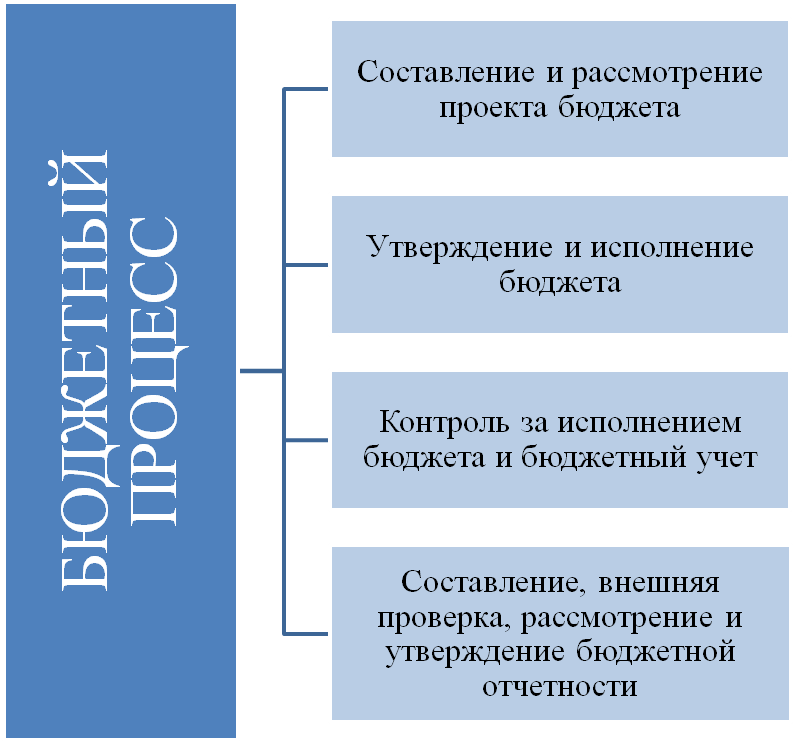 БЮДЖЕТНЫЙ
ПРОЦЕСС
Составление и рассмотрение
проекта бюджета
Утверждение и исполнение
бюджета
Контроль за исполнением
бюджета и бюджетный учет
Составление, внешняя
проверка, рассмотрение и
утверждение бюджетной
отчетности